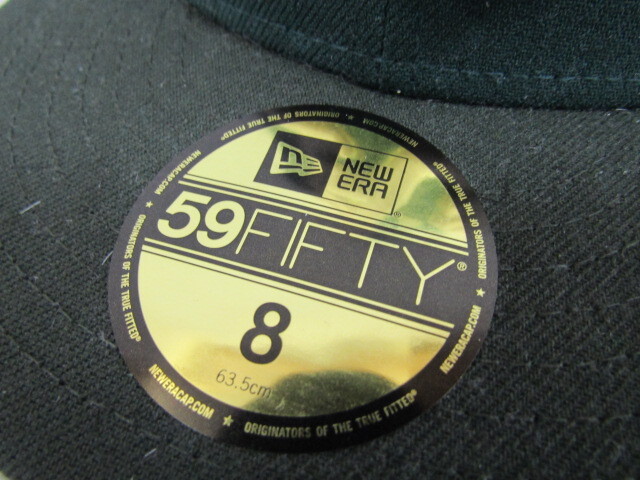 NE
NEW
ERA
®
59FIFTY®
8
63.5cm
NEWERACAP.COM ★ ORIGINATORS OF THE TRUE FITTED® ★ NEWERACAP.COM ★ ORIGINATORS OF THE TRUE FITTED® ★ NEWERACAP.COM ★ ORIGINATORS OF THE TRUE FITTED® ★ NEWERACAP.COM ★ ORIGINATORS OF THE TRUE FITTED®